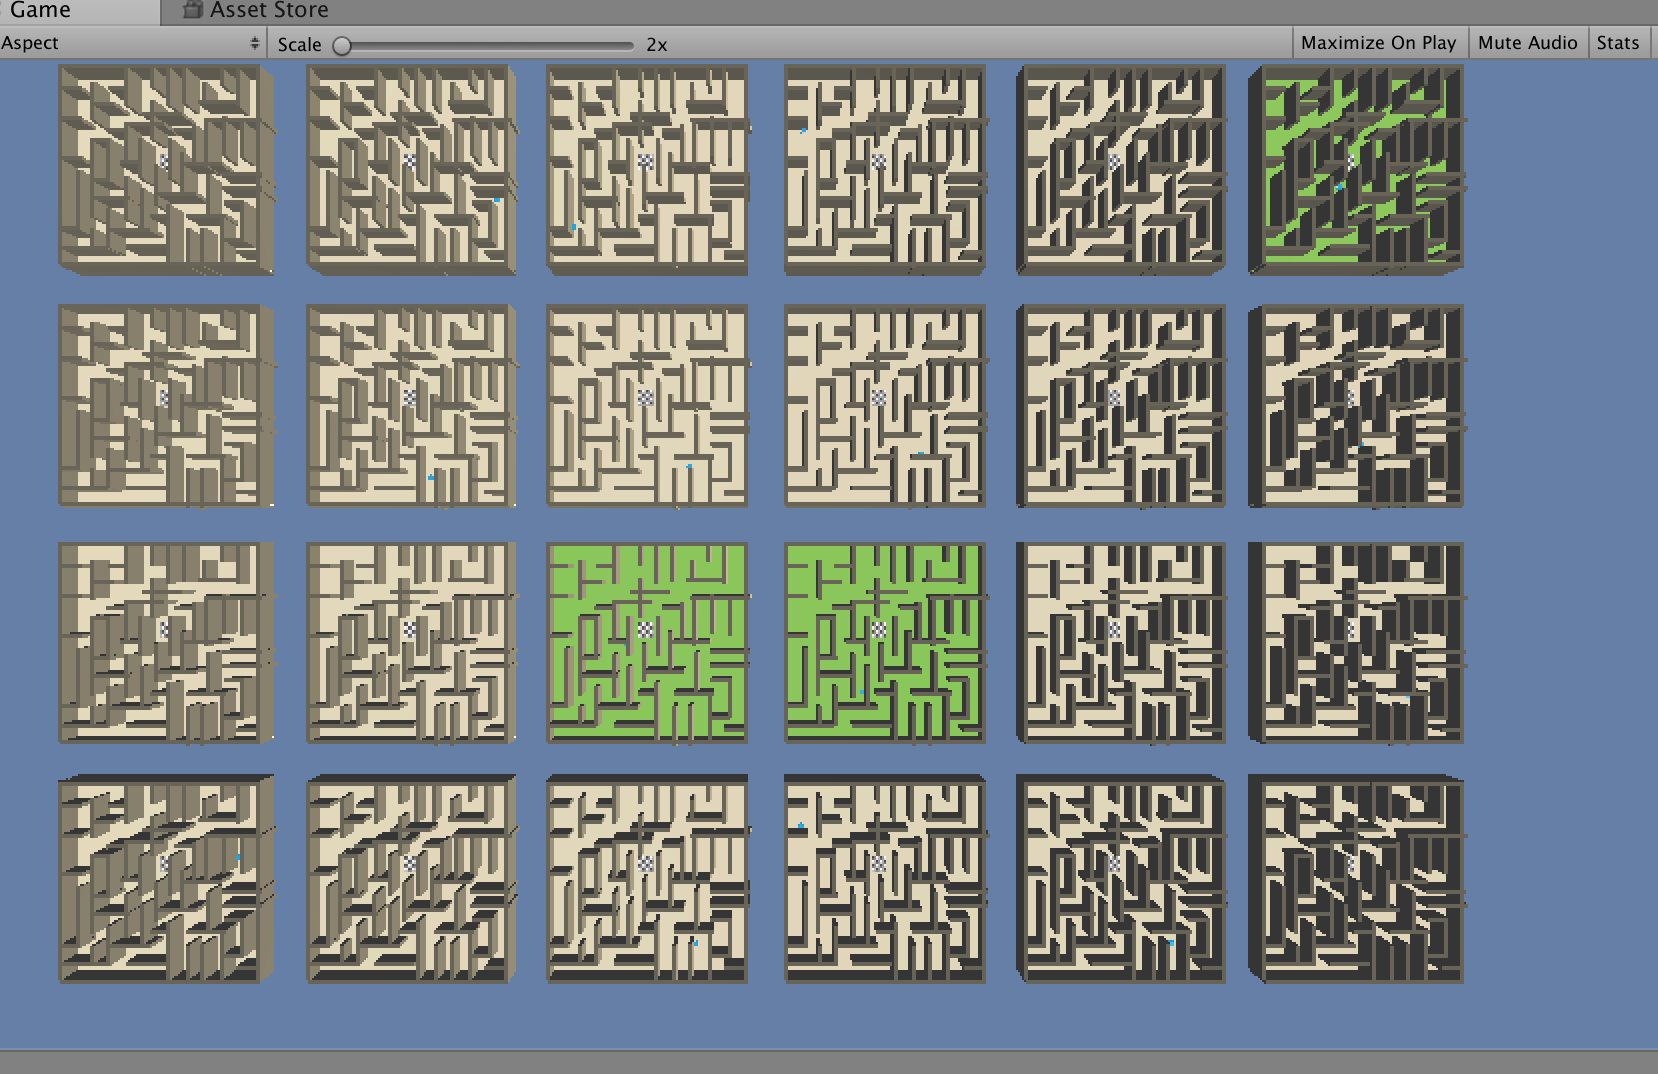 Game
Asset Store
Aspect
Scale
2x
Maximize On Play
Mute Audio
Stats